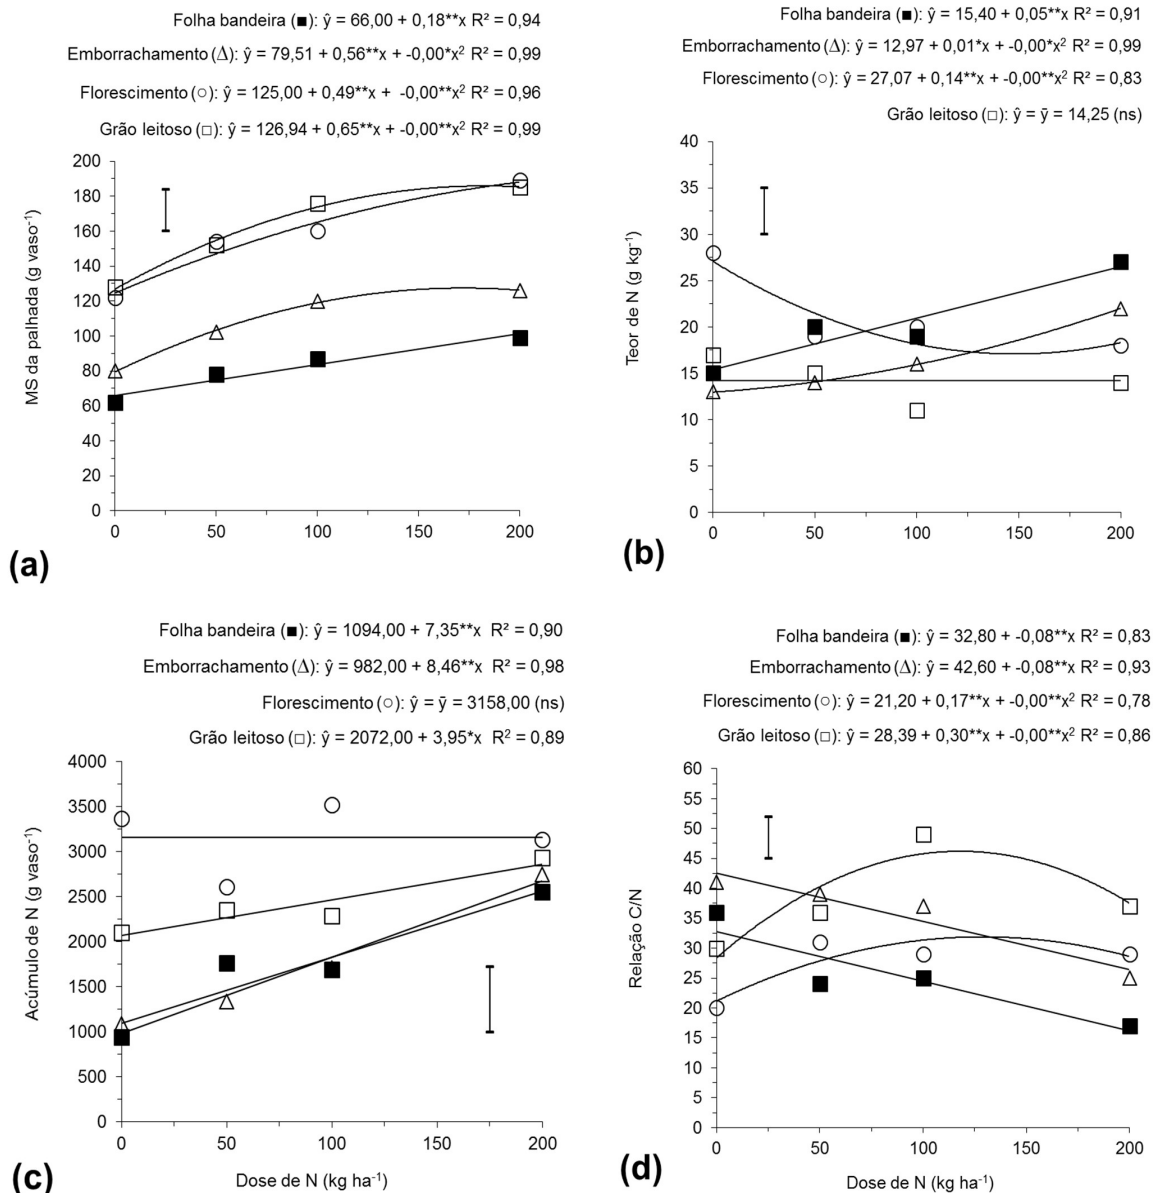 Folha bandeira (■): ŷ = 66,00 + 0,18**x R² = 0,94
Emborrachamento (Δ): ŷ = 79,51 + 0,56**x + -0,00*x² R² = 0,99
Florescimento (○): ŷ = 125,00 + 0,49**x + -0,00**x² R² = 0,96
Grão leitoso (□): ŷ = 126,94 + 0,65**x + -0,00**x² R² = 0,99
MS da palhada (g vaso⁻¹)
200
180
160
140
120
100
80
60
40
20
0
0 50 100 150 200
(a)
Folha bandeira (■): ŷ = 15,40 + 0,05**x R² = 0,91
Emborrachamento (Δ): ŷ = 12,97 + 0,01*x + -0,00*x² R² = 0,99
Florescimento (○): ŷ = 27,07 + 0,14**x + -0,00**x² R² = 0,83
Grão leitoso (□): ŷ = ȳ = 14,25 (ns)
Teor de N (g kg⁻¹)
40
35
30
25
20
15
10
5
0
0 50 100 150 200
(b)
Folha bandeira (■): ŷ = 1094,00 + 7,35**x R² = 0,90
Emborrachamento (Δ): ŷ = 982,00 + 8,46**x R² = 0,98
Florescimento (○): ŷ = ȳ = 3158,00 (ns)
Grão leitoso (□): ŷ = 2072,00 + 3,95*x R² = 0,89
Acúmulo de N (g vaso⁻¹)
4000
3500
3000
2500
2000
1500
1000
500
0
0 50 100 150 200
Dose de N (kg ha⁻¹)
(c)
Folha bandeira (■): ŷ = 32,80 + -0,08**x R² = 0,83
Emborrachamento (Δ): ŷ = 42,60 + -0,08**x R² = 0,93
Florescimento (○): ŷ = 21,20 + 0,17**x + -0,00**x² R² = 0,78
Grão leitoso (□): ŷ = 28,39 + 0,30**x + -0,00**x² R² = 0,86
Relação C/N
60
55
50
45
40
35
30
25
20
15
10
5
0
0 50 100 150 200
Dose de N (kg ha⁻¹)
(d)